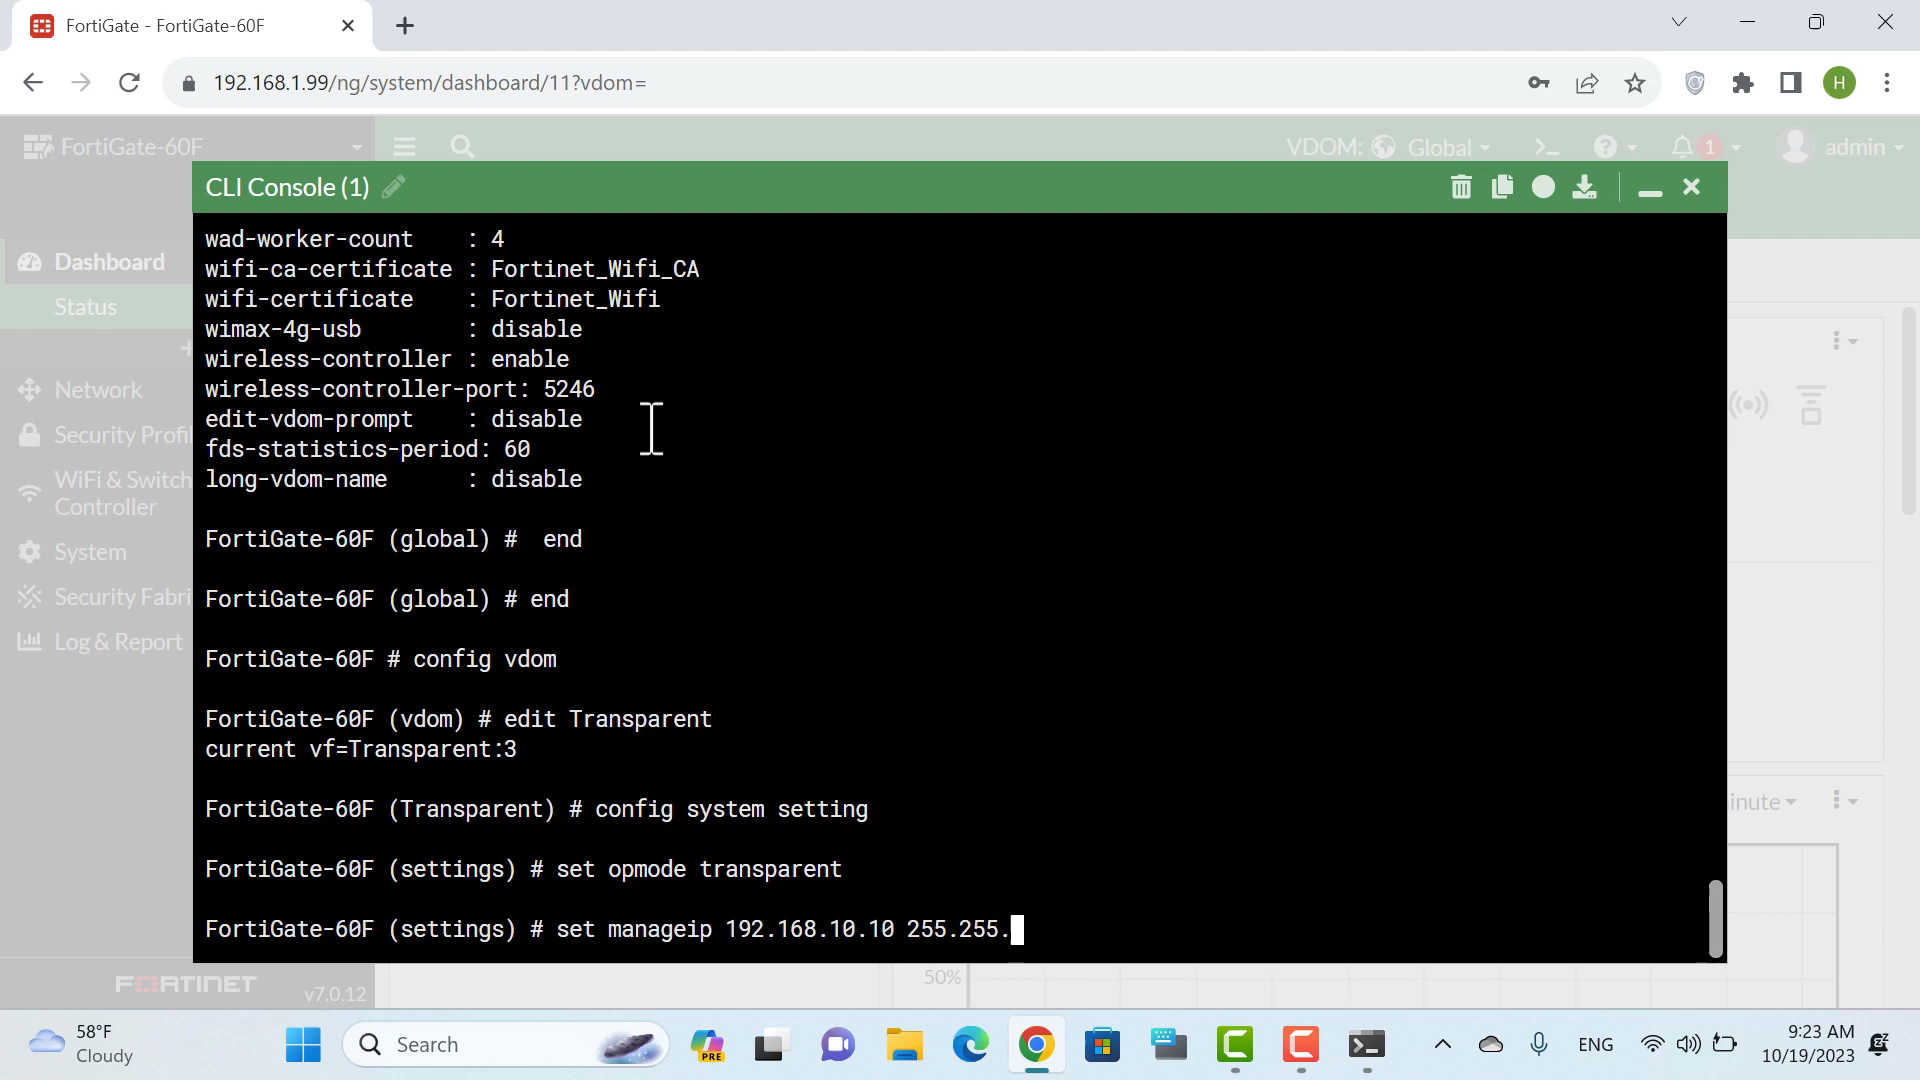 FortiGate - FortiGate-60F
192.168.1.99/ng/system/dashboard/11?vdom=
H
FortiGate-60F
VDOM: Global
>_
1
admin
CLI Console (1)
Dashboard
Status
Network
Security Profil
WiFi & Switch
Controller
System
Security Fabri
Log & Report
wad-worker-count : 4
wifi-ca-certificate : Fortinet_Wifi_CA
wifi-certificate : Fortinet_Wifi
wimax-4g-usb : disable
wireless-controller : enable
wireless-controller-port: 5246
edit-vdom-prompt : disable
fds-statistics-period: 60
long-vdom-name : disable
FortiGate-60F (global) # end
FortiGate-60F (global) # end
FortiGate-60F # config vdom
FortiGate-60F (vdom) # edit Transparent
current vf=Transparent:3
FortiGate-60F (Transparent) # config system setting
FortiGate-60F (settings) # set opmode transparent
FortiGate-60F (settings) # set manageip 192.168.10.10 255.255.
inute
50%
FORTINET
v7.0.12
58°F
Cloudy
Search
PRE
ENG
9:23 AM
10/19/2023